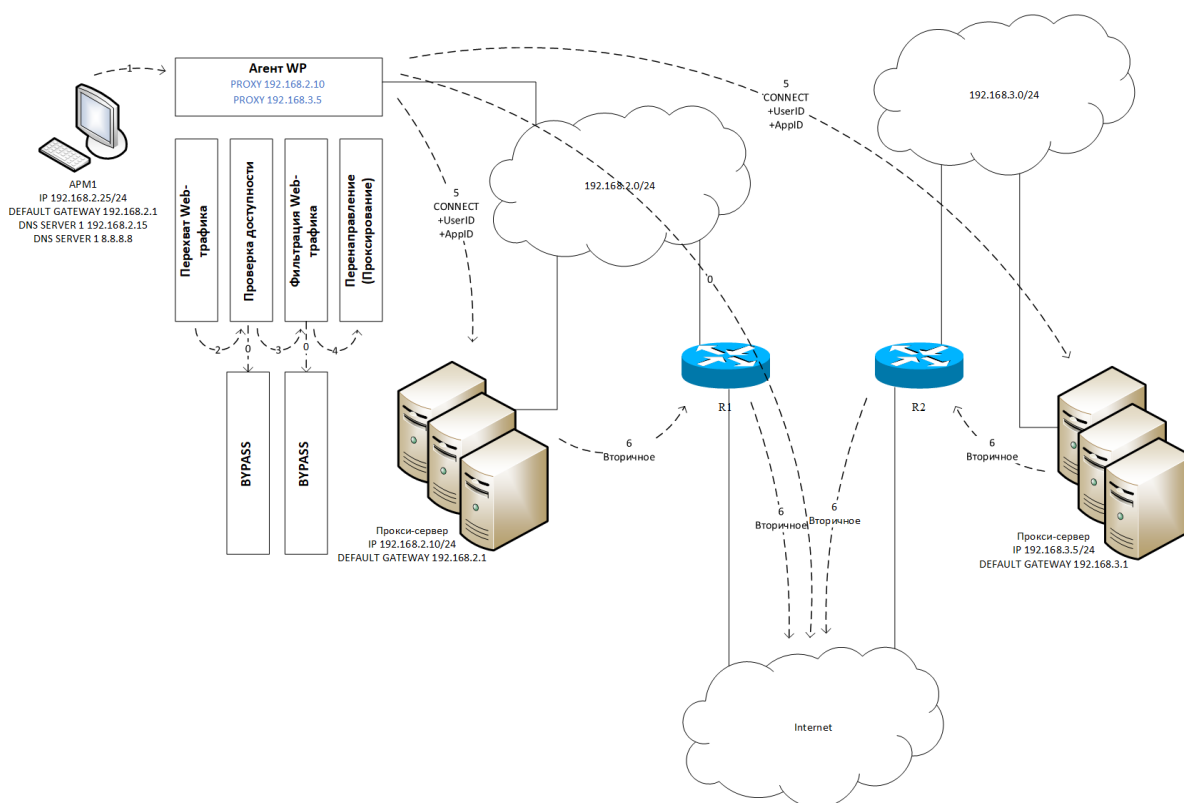 1
Агент WP
PROXY 192.168.2.10
PROXY 192.168.3.5
5
CONNECT
+UserID
+AppID
192.168.3.0/24
АРМ1
IP 192.168.2.25/24
DEFAULT GATEWAY 192.168.2.1
DNS SERVER 1 192.168.2.15
DNS SERVER 1 8.8.8.8
Перехват Web-
трафика
Проверка доступности
Фильтрация Web-
трафика
Перенаправление
(Проксирование)
5
CONNECT
+UserID
+AppID
192.168.2.0/24
0
2
0
3
0
4
BYPASS
BYPASS
R1
R2
6
Вторичное
6
Вторичное
6
Вторичное
6
Вторичное
Прокси-сервер
IP 192.168.2.10/24
DEFAULT GATEWAY 192.168.2.1
Прокси-сервер
IP 192.168.3.5/24
DEFAULT GATEWAY 192.168.3.1
Internet